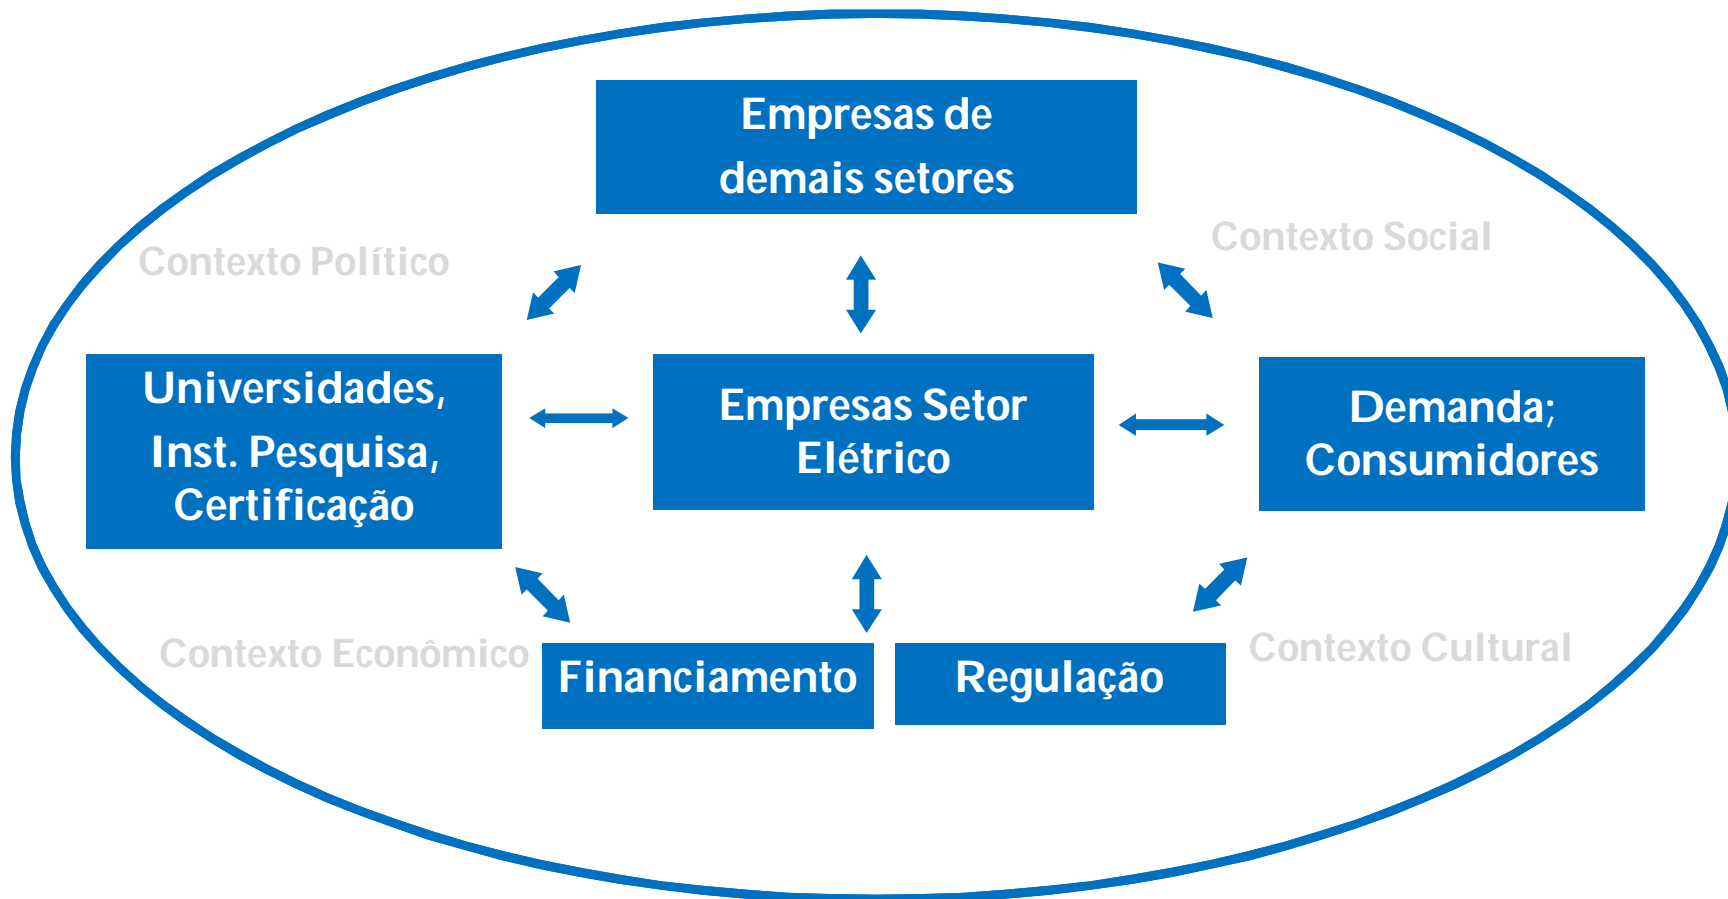 Empresas de
demais setores
Contexto Político
Contexto Social
Universidades,
Inst. Pesquisa,
Certificação
Empresas Setor
Elétrico
Demanda;
Consumidores
Contexto Econômico
Financiamento
Regulação
Contexto Cultural